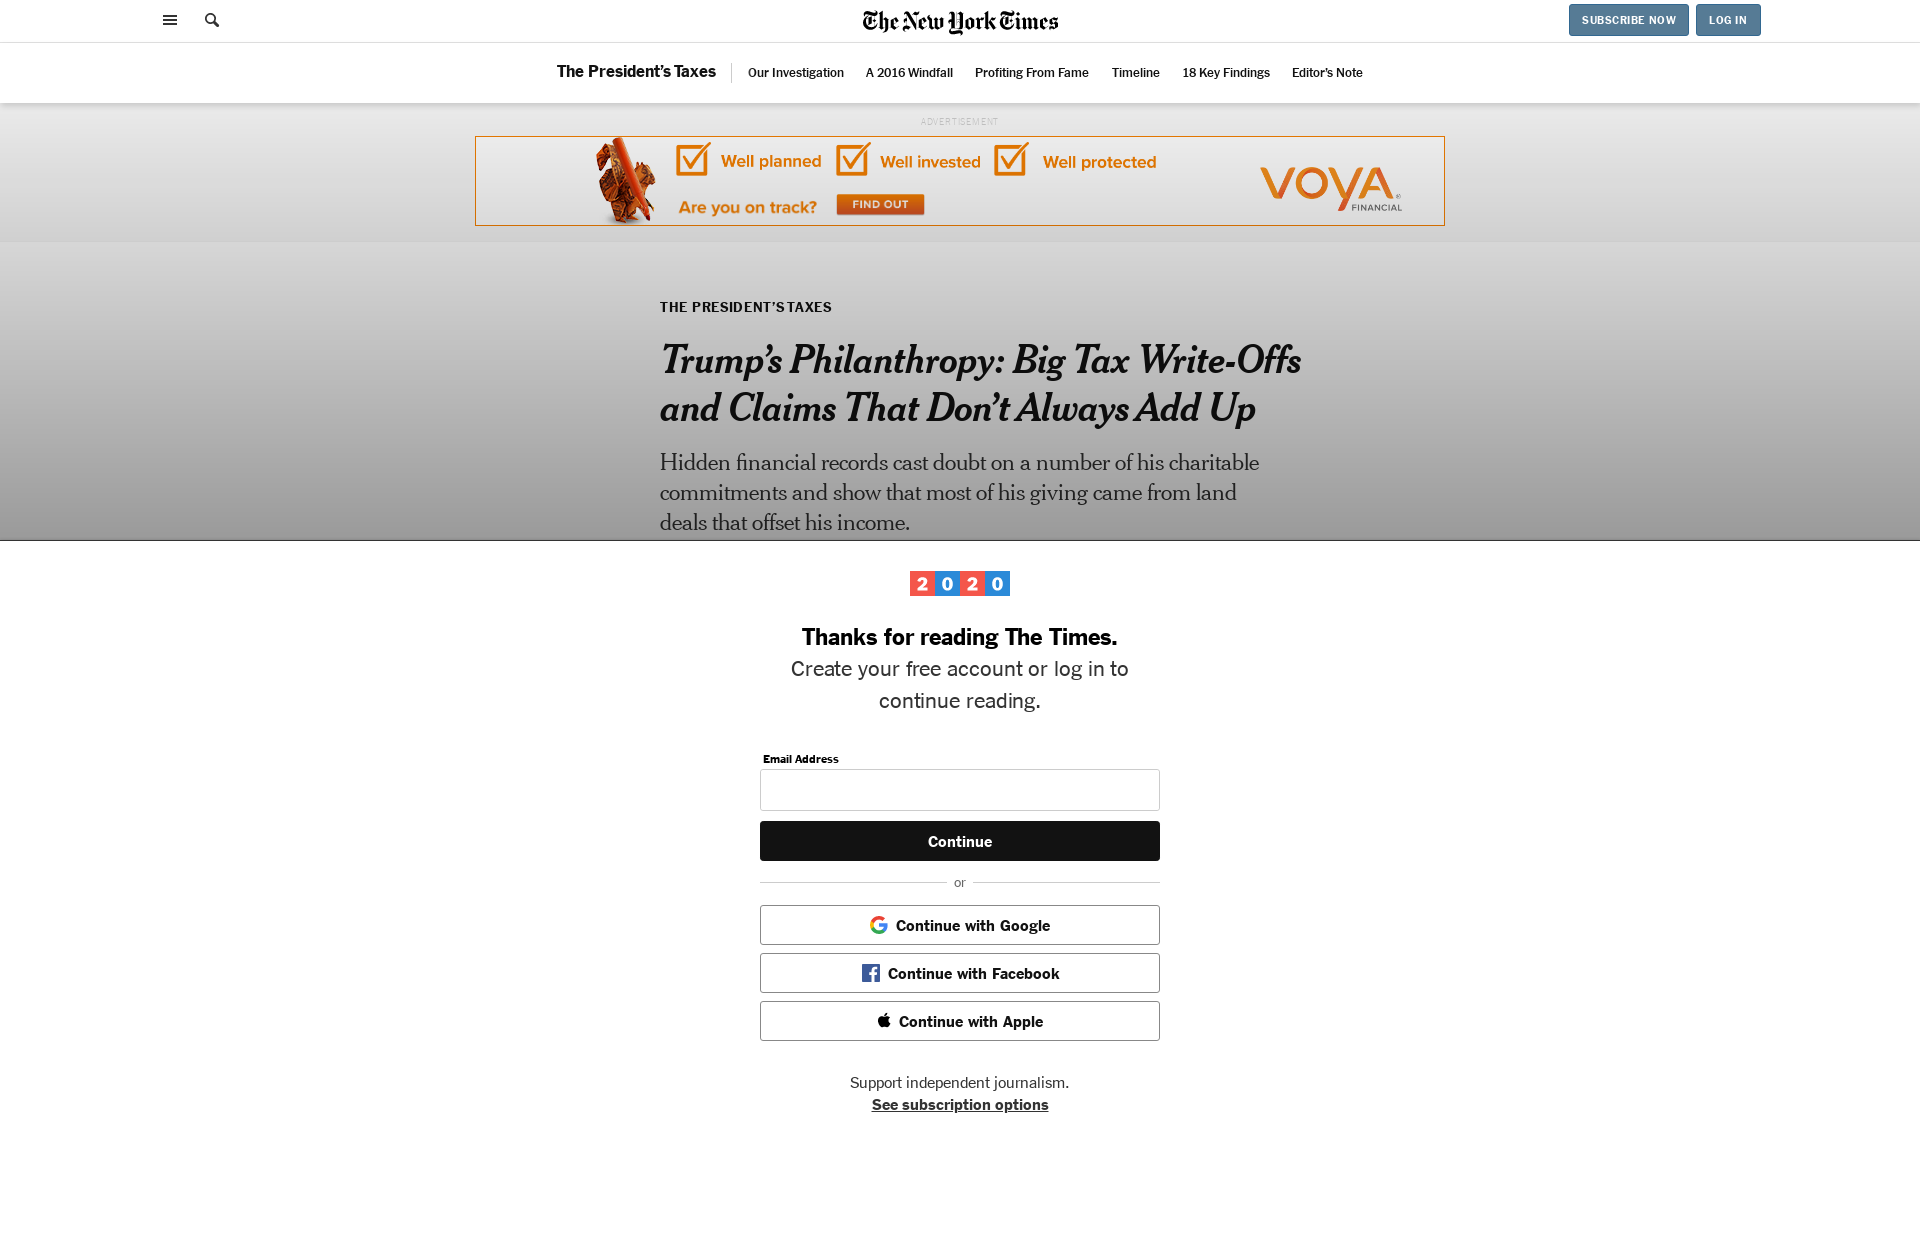 The New York Times
SUBSCRIBE NOW
LOG IN
The President’s Taxes
Our Investigation
A 2016 Windfall
Profiting From Fame
Timeline
18 Key Findings
Editor’s Note
ADVERTISEMENT
Well planned
Well invested
Well protected
Are you on track?
FIND OUT
VOYA
FINANCIAL
THE PRESIDENT’S TAXES
Trump’s Philanthropy: Big Tax Write-Offs
and Claims That Don’t Always Add Up
Hidden financial records cast doubt on a number of his charitable
commitments and show that most of his giving came from land
deals that offset his income.
2020
Thanks for reading The Times.
Create your free account or log in to
continue reading.
Email Address
Continue
or
Continue with Google
Continue with Facebook
Continue with Apple
Support independent journalism.
See subscription options